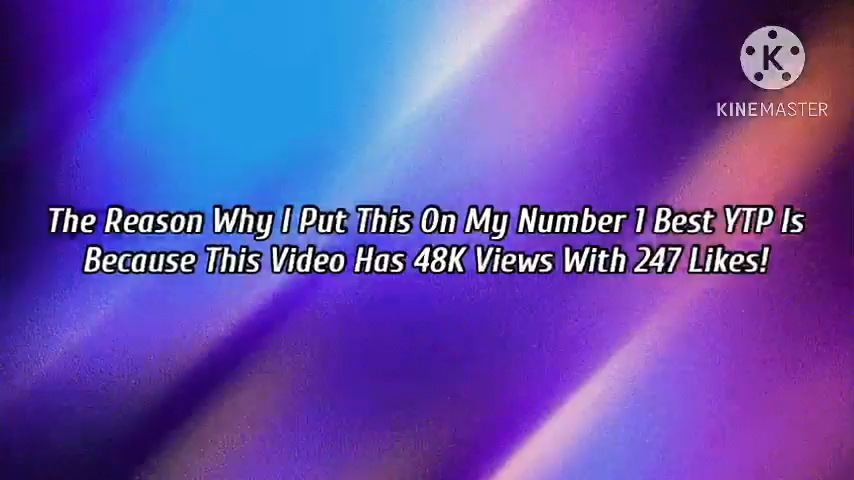 K
KINEMASTER
The Reason Why I Put This On My Number 1 Best YTP Is
Because This Video Has 48K Views With 247 Likes!